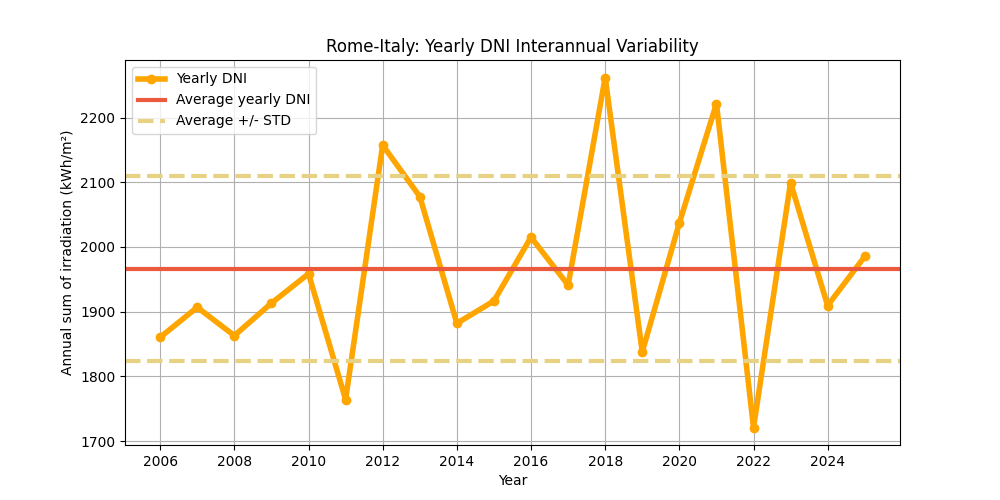 Rome-Italy: Yearly DNI Interannual Variability
Yearly DNI
Average yearly DNI
Average +/- STD
Annual sum of irradiation (kWh/m²)
2200
2100
2000
1900
1800
1700
2006 2008 2010 2012 2014 2016 2018 2020 2022 2024
Year